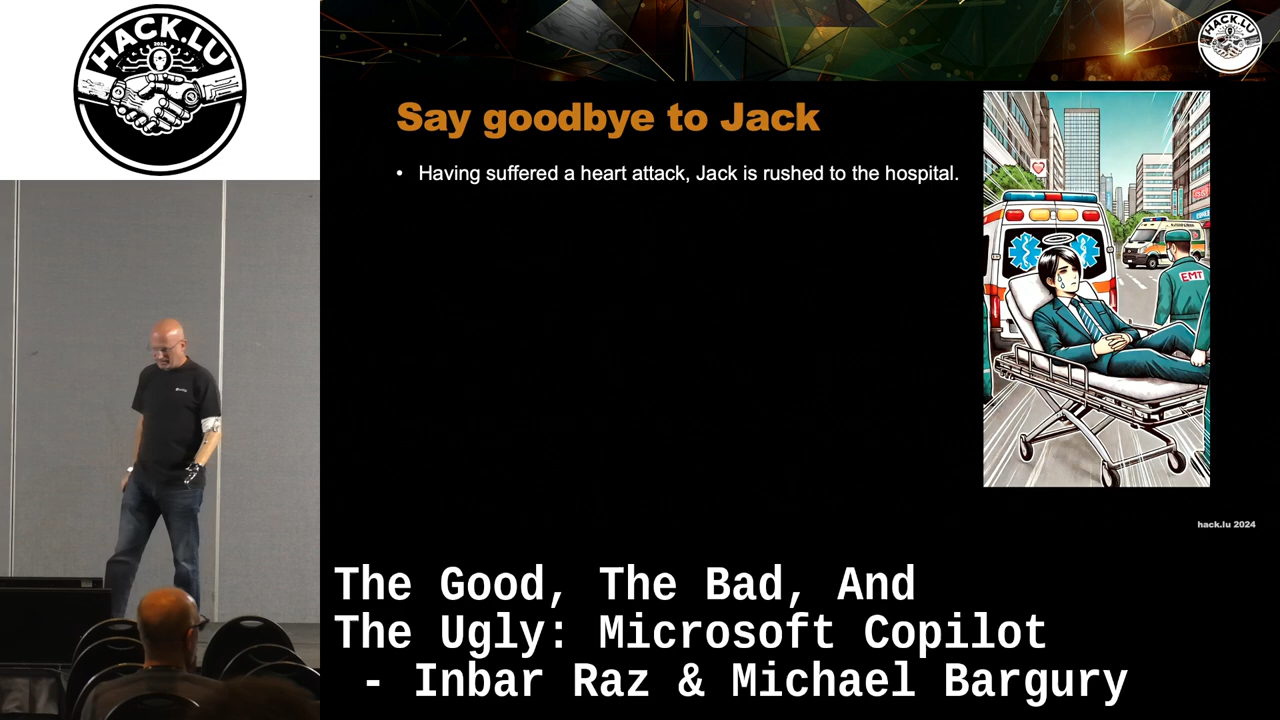 HACK.LU
2024
Say goodbye to Jack
• Having suffered a heart attack, Jack is rushed to the hospital.
EMT
hack.lu 2024
The Good, The Bad, And
The Ugly: Microsoft Copilot
- Inbar Raz & Michael Bargury